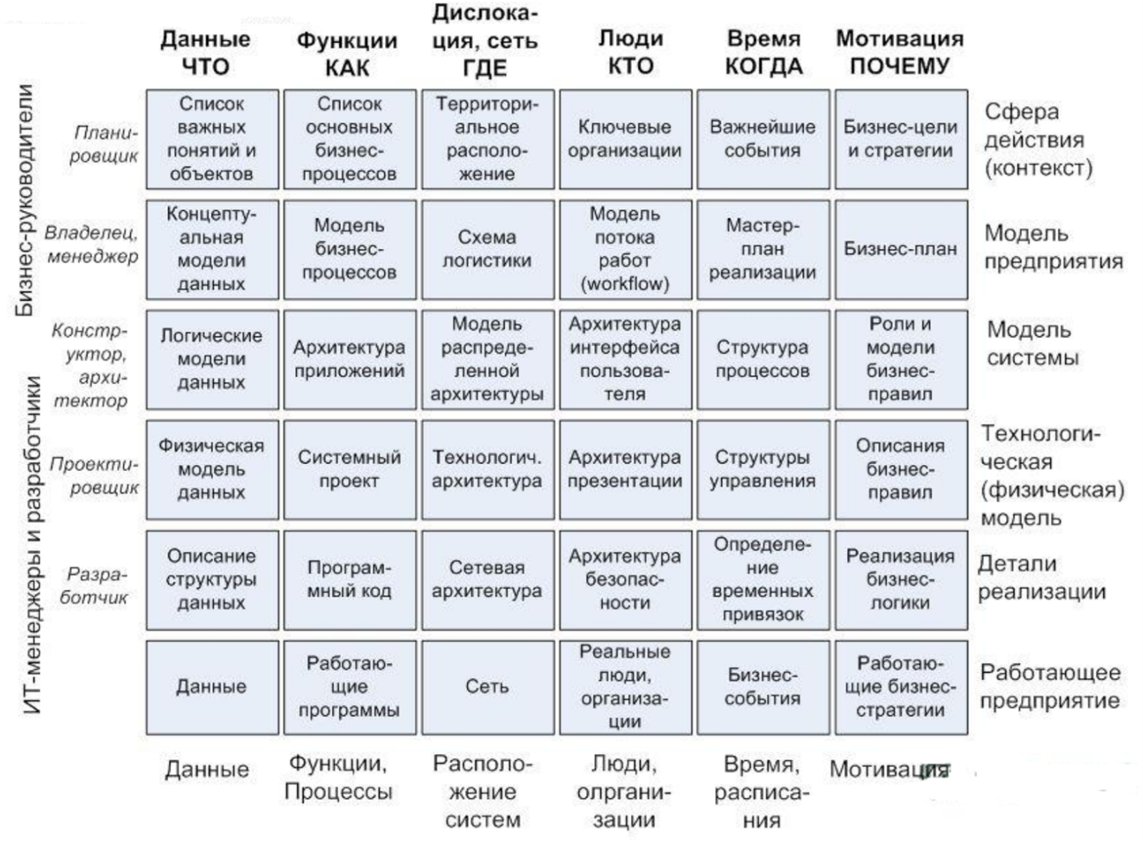 Данные
ЧТО
Функции
КАК
Дислока-
ция, сеть
ГДЕ
Люди
КТО
Время
КОГДА
Мотивация
ПОЧЕМУ
Бизнес-руководители
Плани-
ровщик
Список
важных
понятий и
объектов
Список
основных
бизнес-
процессов
Территори-
альное
располо-
жение
Ключевые
организации
Важнейшие
события
Бизнес-цели
и стратегии
Сфера
действия
(контекст)
Владелец,
менеджер
Концепту-
альная
модели
данных
Модель
бизнес-
процессов
Схема
логистики
Модель
потока
работ
(workflow)
Мастер-
план
реализации
Бизнес-план
Модель
предприятия
ИТ-менеджеры и разработчики
Констр-
уктор,
архи-
тектор
Логические
модели
данных
Архитектура
приложений
Модель
распреде-
ленной
архитектуры
Архитектура
интерфейса
пользова-
теля
Структура
процессов
Роли и
модели
бизнес-
правил
Модель
системы
Проекти-
ровщик
Физическая
модель
данных
Системный
проект
Технологич.
архитектура
Архитектура
презентации
Структуры
управления
Описания
бизнес-
правил
Технологи-
ческая
(физическая)
модель
Разра-
ботчик
Описание
структуры
данных
Програм-
мный код
Сетевая
архитектура
Архитектура
безопас-
ности
Определе-
ние
временных
привязок
Реализация
бизнес-
логики
Детали
реализации
Данные
Работаю-
щие
программы
Сеть
Реальные
люди,
организа-
ции
Бизнес-
события
Работаю-
щие бизнес-
стратегии
Работающее
предприятие
Данные
Функции,
Процессы
Располо-
жение
систем
Люди,
олргани-
зации
Время,
расписа-
ния
Мотивация